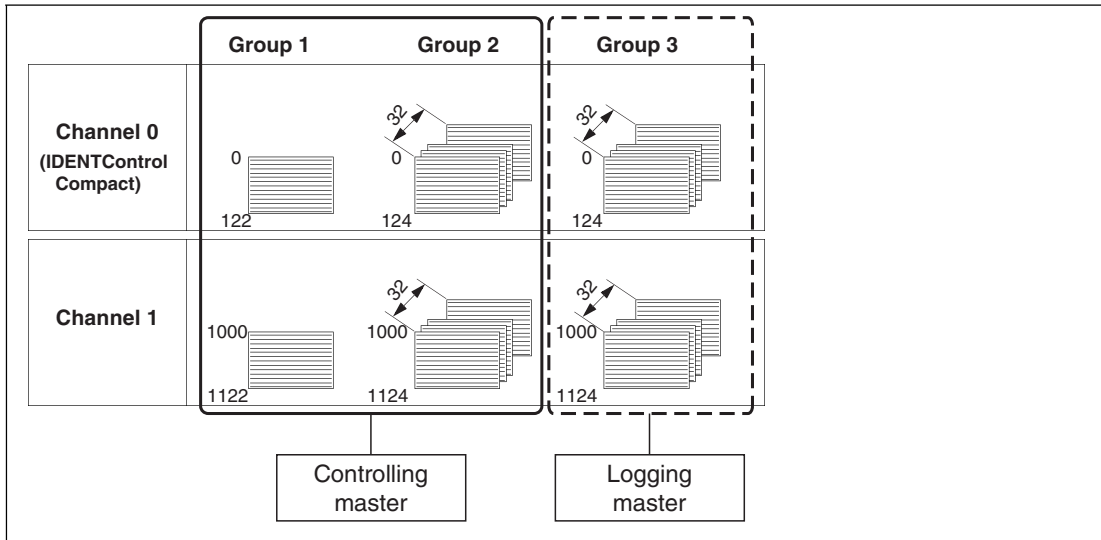 Group 1
Group 2
Group 3
Channel 0
(IDENTControl
Compact)
0
122
32
0
124
32
0
124
Channel 1
1000
1122
32
1000
1124
32
1000
1124
Controlling
master
Logging
master